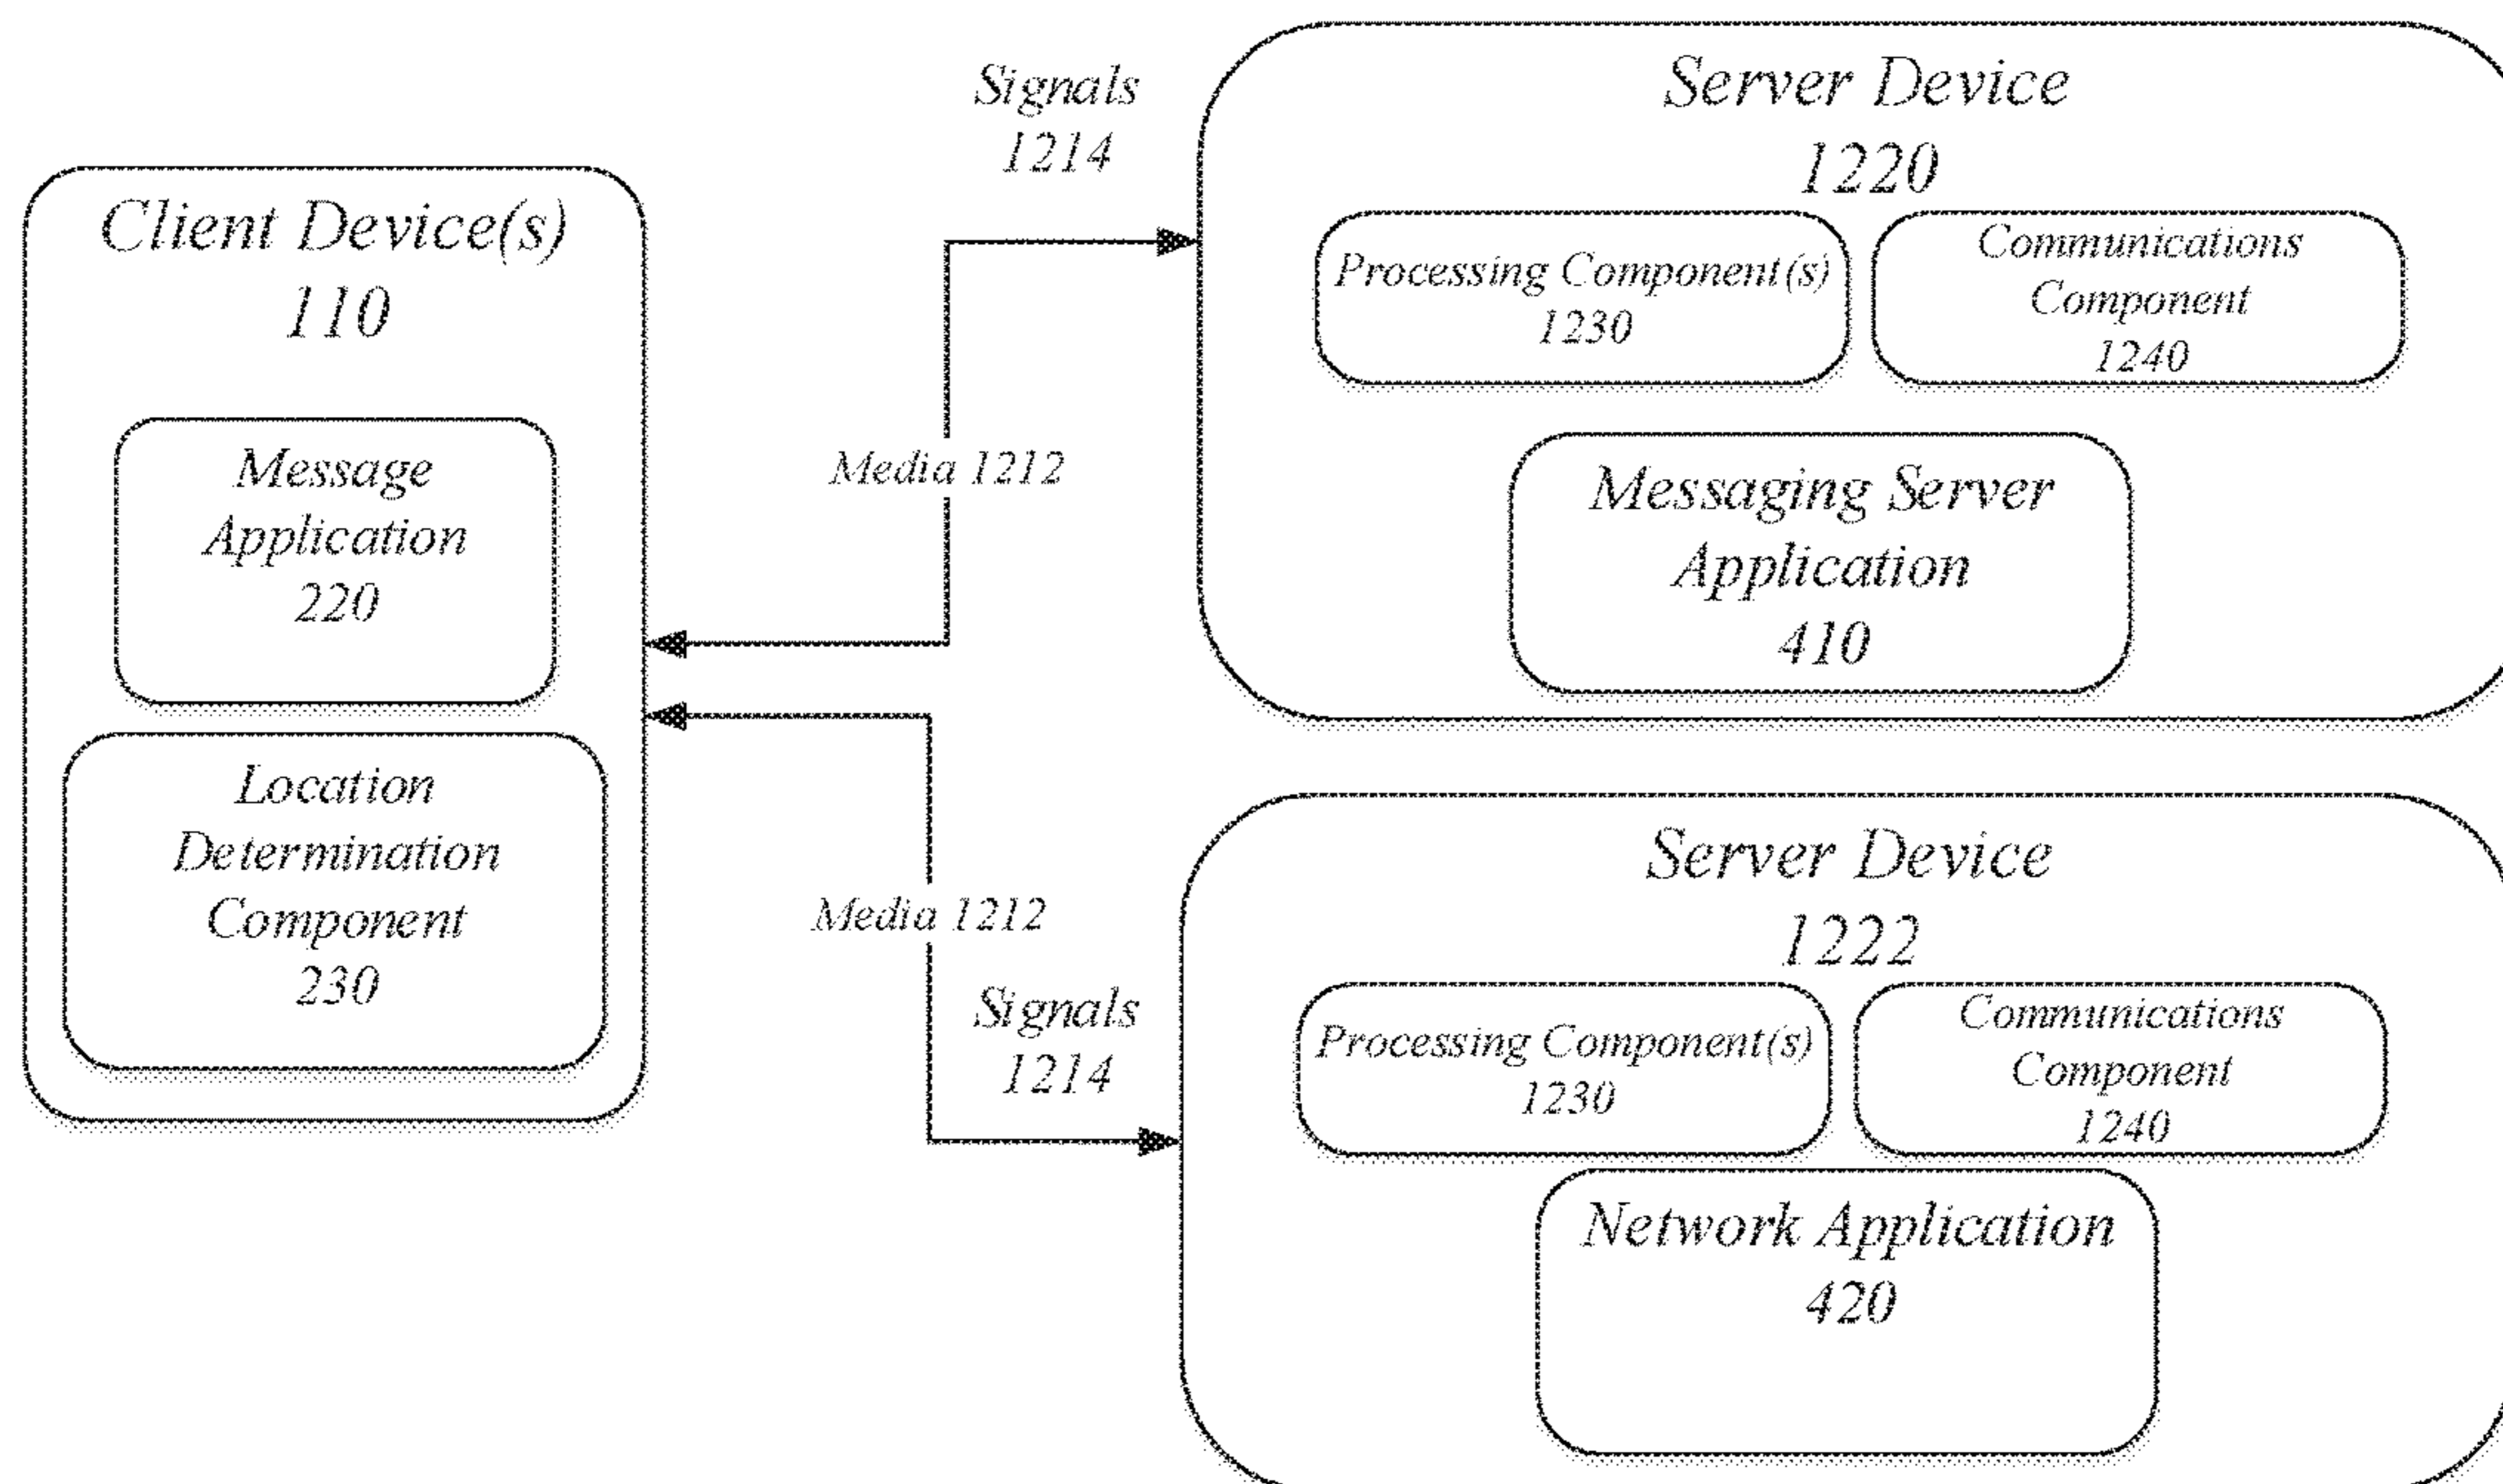 Client Device(s)
110
Message
Application
220
Location
Determination
Component
230
Signals
1214
Media 1212
Media 1212
Signals
1214
Server Device
1220
Processing Component(s)
1230
Communications
Component
1240
Messaging Server
Application
410
Server Device
1222
Processing Component(s)
1230
Communications
Component
1240
Network Application
420